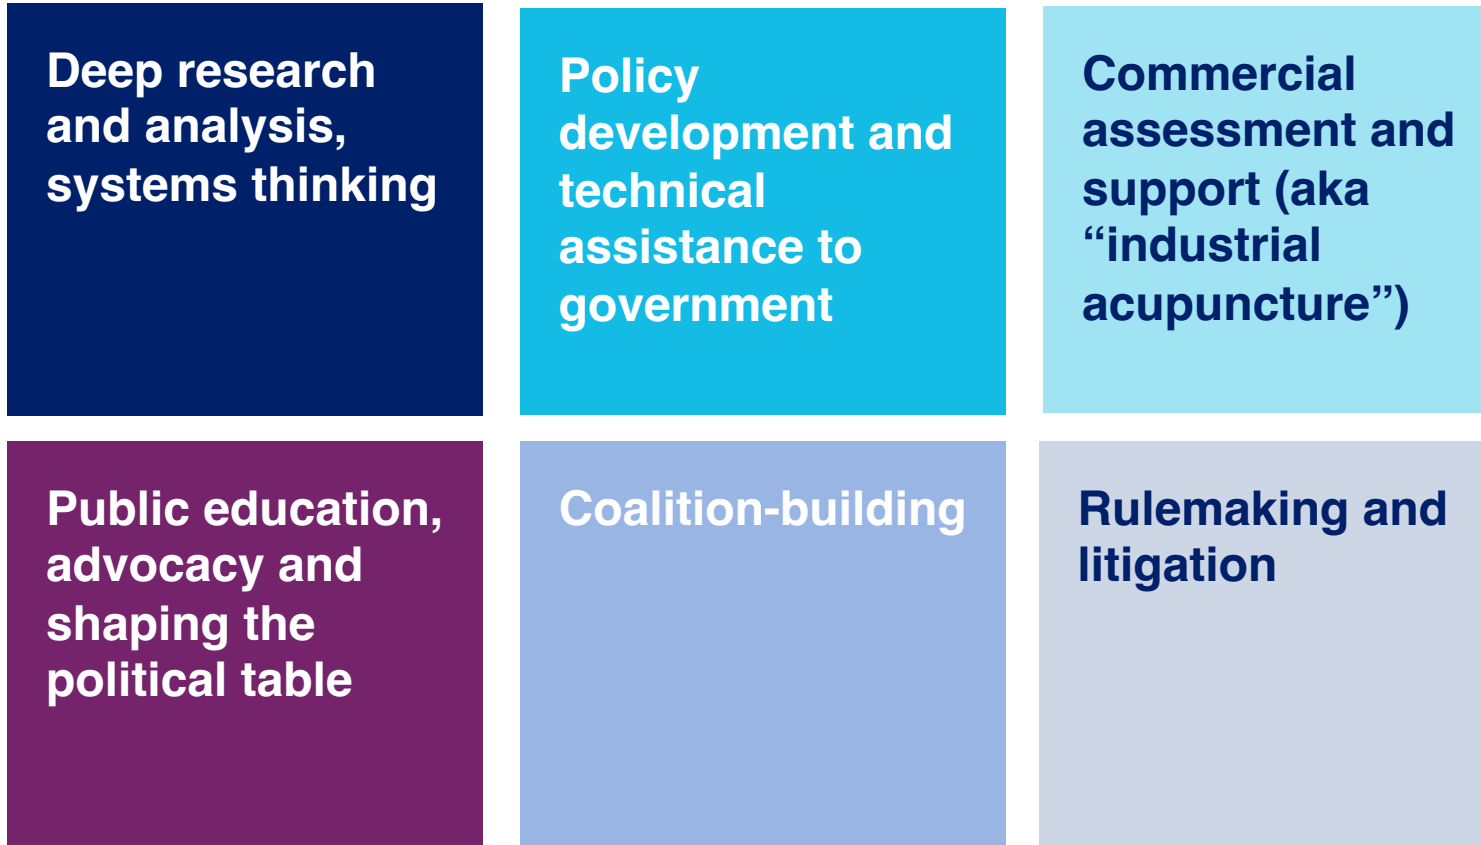 Deep research
and analysis,
systems thinking
Policy
development and
technical
assistance to
government
Commercial
assessment and
support (aka
“industrial
acupuncture”)
Public education,
advocacy and
shaping the
political table
Coalition-building
Rulemaking and
litigation